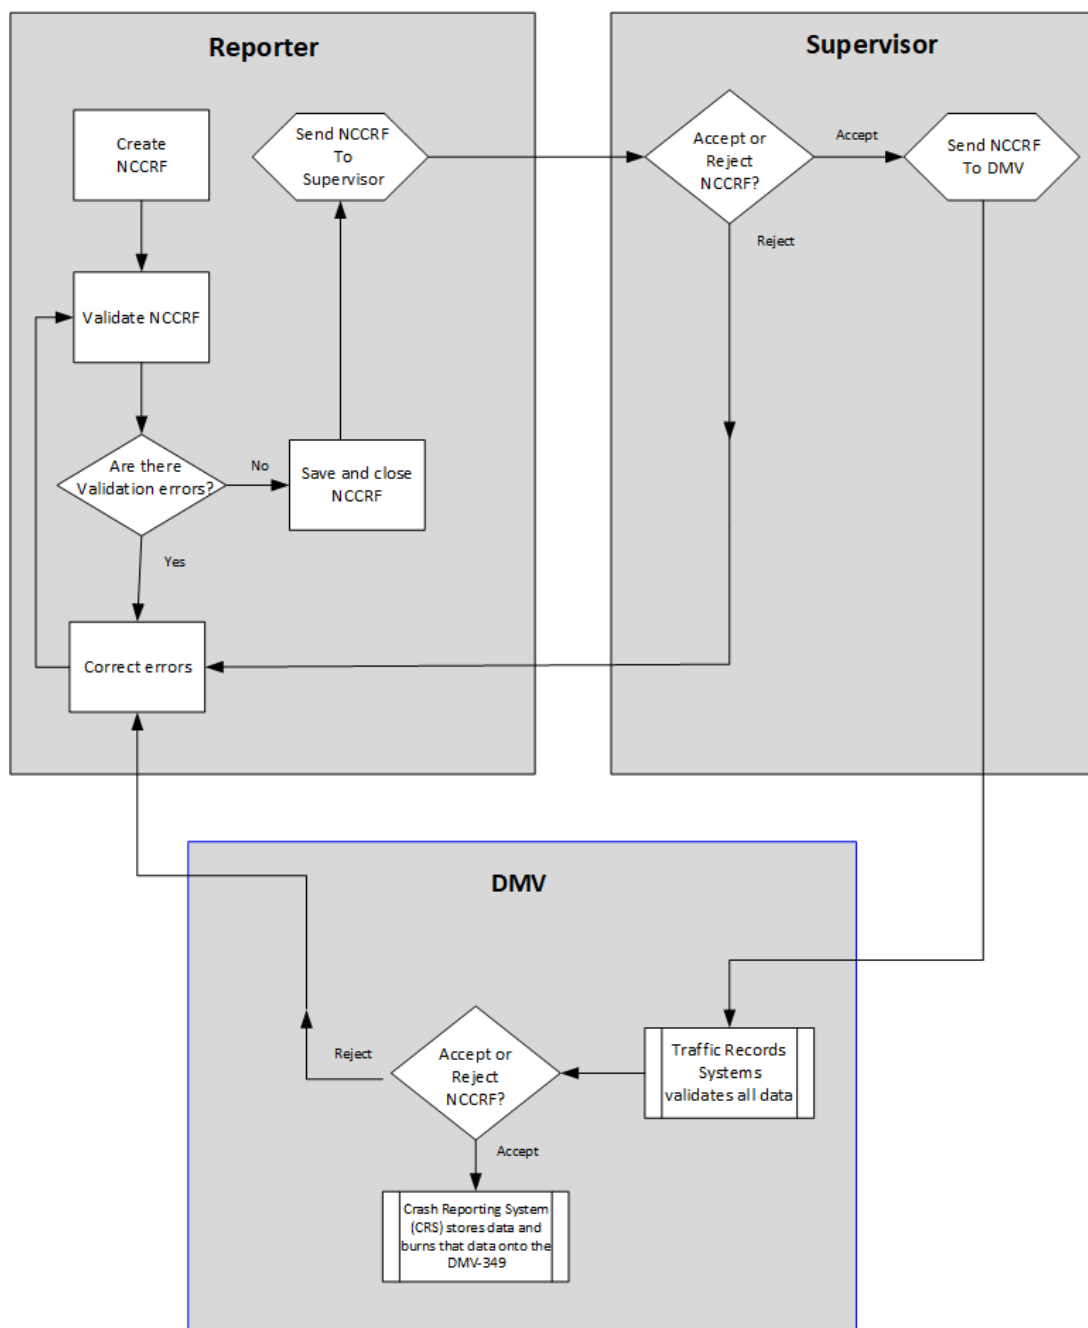 Reporter
Create
NCCRF
Send NCCRF
To
Supervisor
Validate NCCRF
Are there
Validation errors?
No
Save and close
NCCRF
Yes
Correct errors
Supervisor
Accept or
Reject
NCCRF?
Accept
Send NCCRF
To DMV
Reject
DMV
Traffic Records
Systems
validates all data
Accept or
Reject
NCCRF?
Reject
Accept
Crash Reporting System
(CRS) stores data and
burns that data onto the
DMV-349